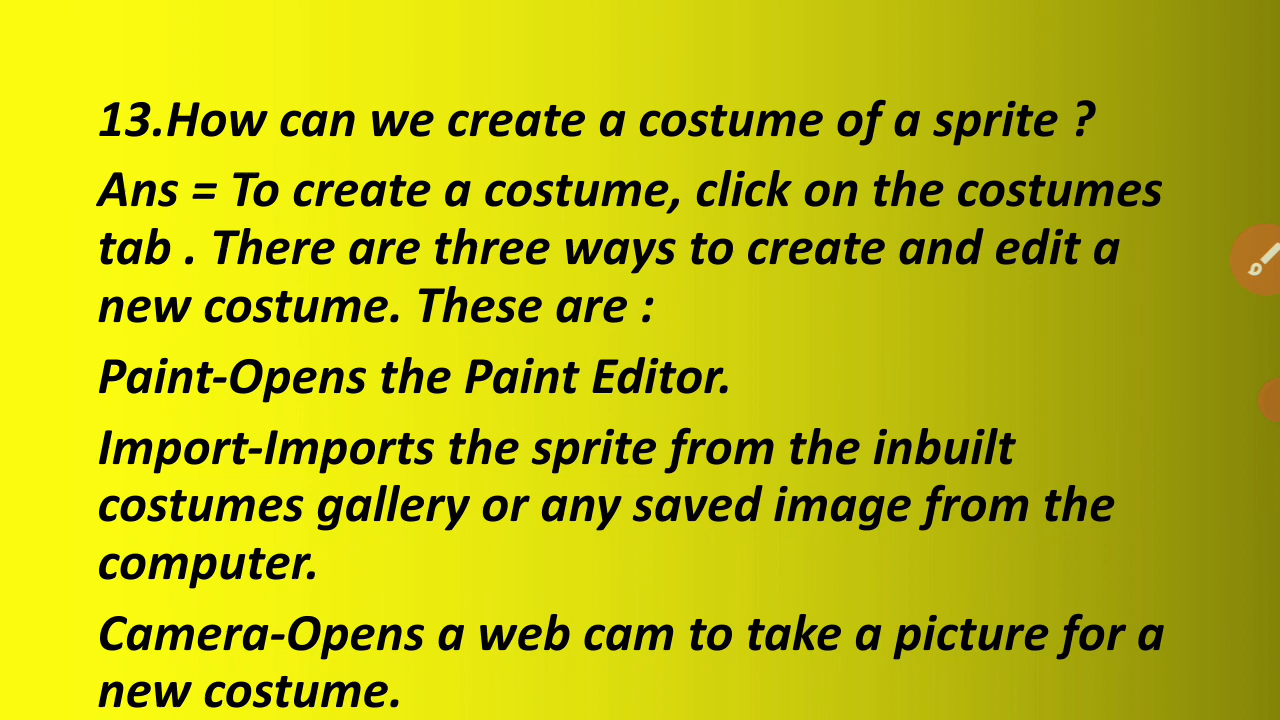 13.How can we create a costume of a sprite ?
Ans = To create a costume, click on the costumes
tab . There are three ways to create and edit a
new costume. These are :
Paint-Opens the Paint Editor.
Import-Imports the sprite from the inbuilt
costumes gallery or any saved image from the
computer.
Camera-Opens a web cam to take a picture for a
new costume.